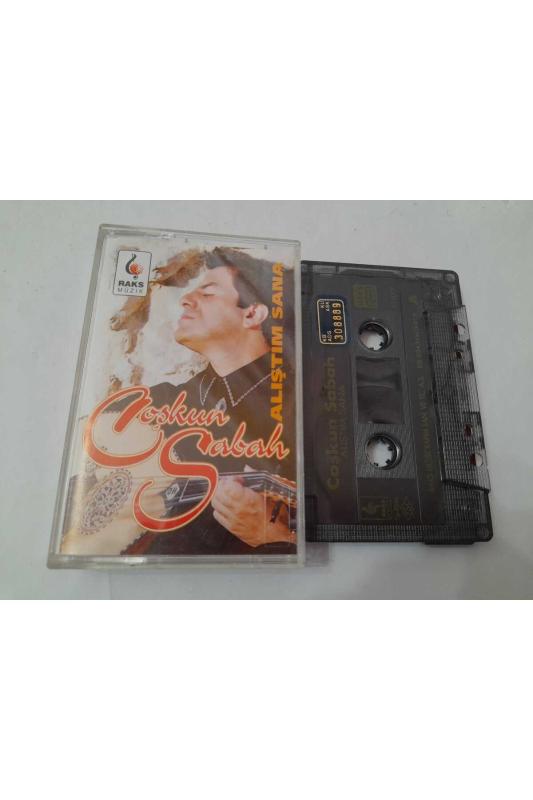 RAKS
MÜZİK
ALIŞTIM SANA
Coşkun
Sabah
308889
Coşkun Sabah
ALIŞTIM SANA
A